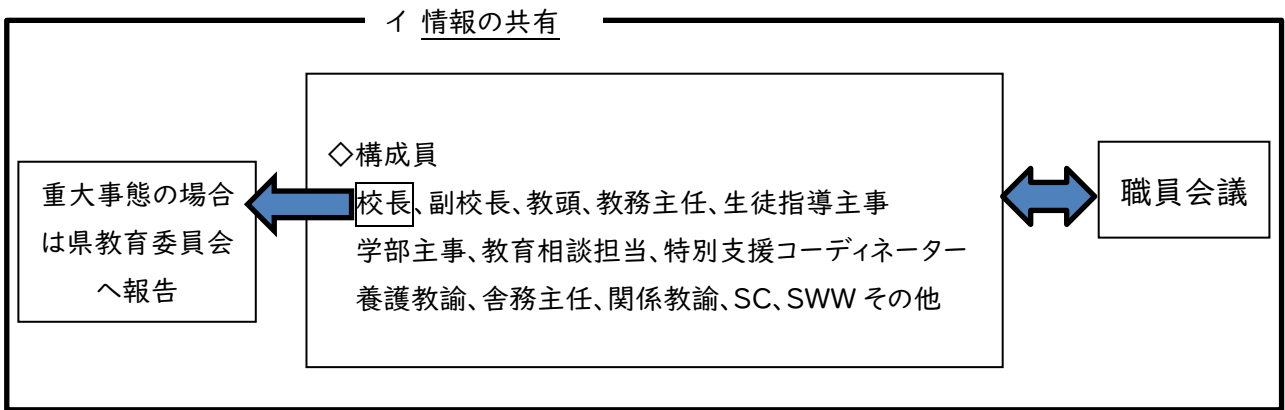 イ 情報の共有
重大事態の場合
は県教育委員会
へ報告
◇構成員
校長、副校長、教頭、教務主任、生徒指導主事
学部主事、教育相談担当、特別支援コーディネーター
養護教諭、舎務主任、関係教諭、SC、SWW その他
職員会議